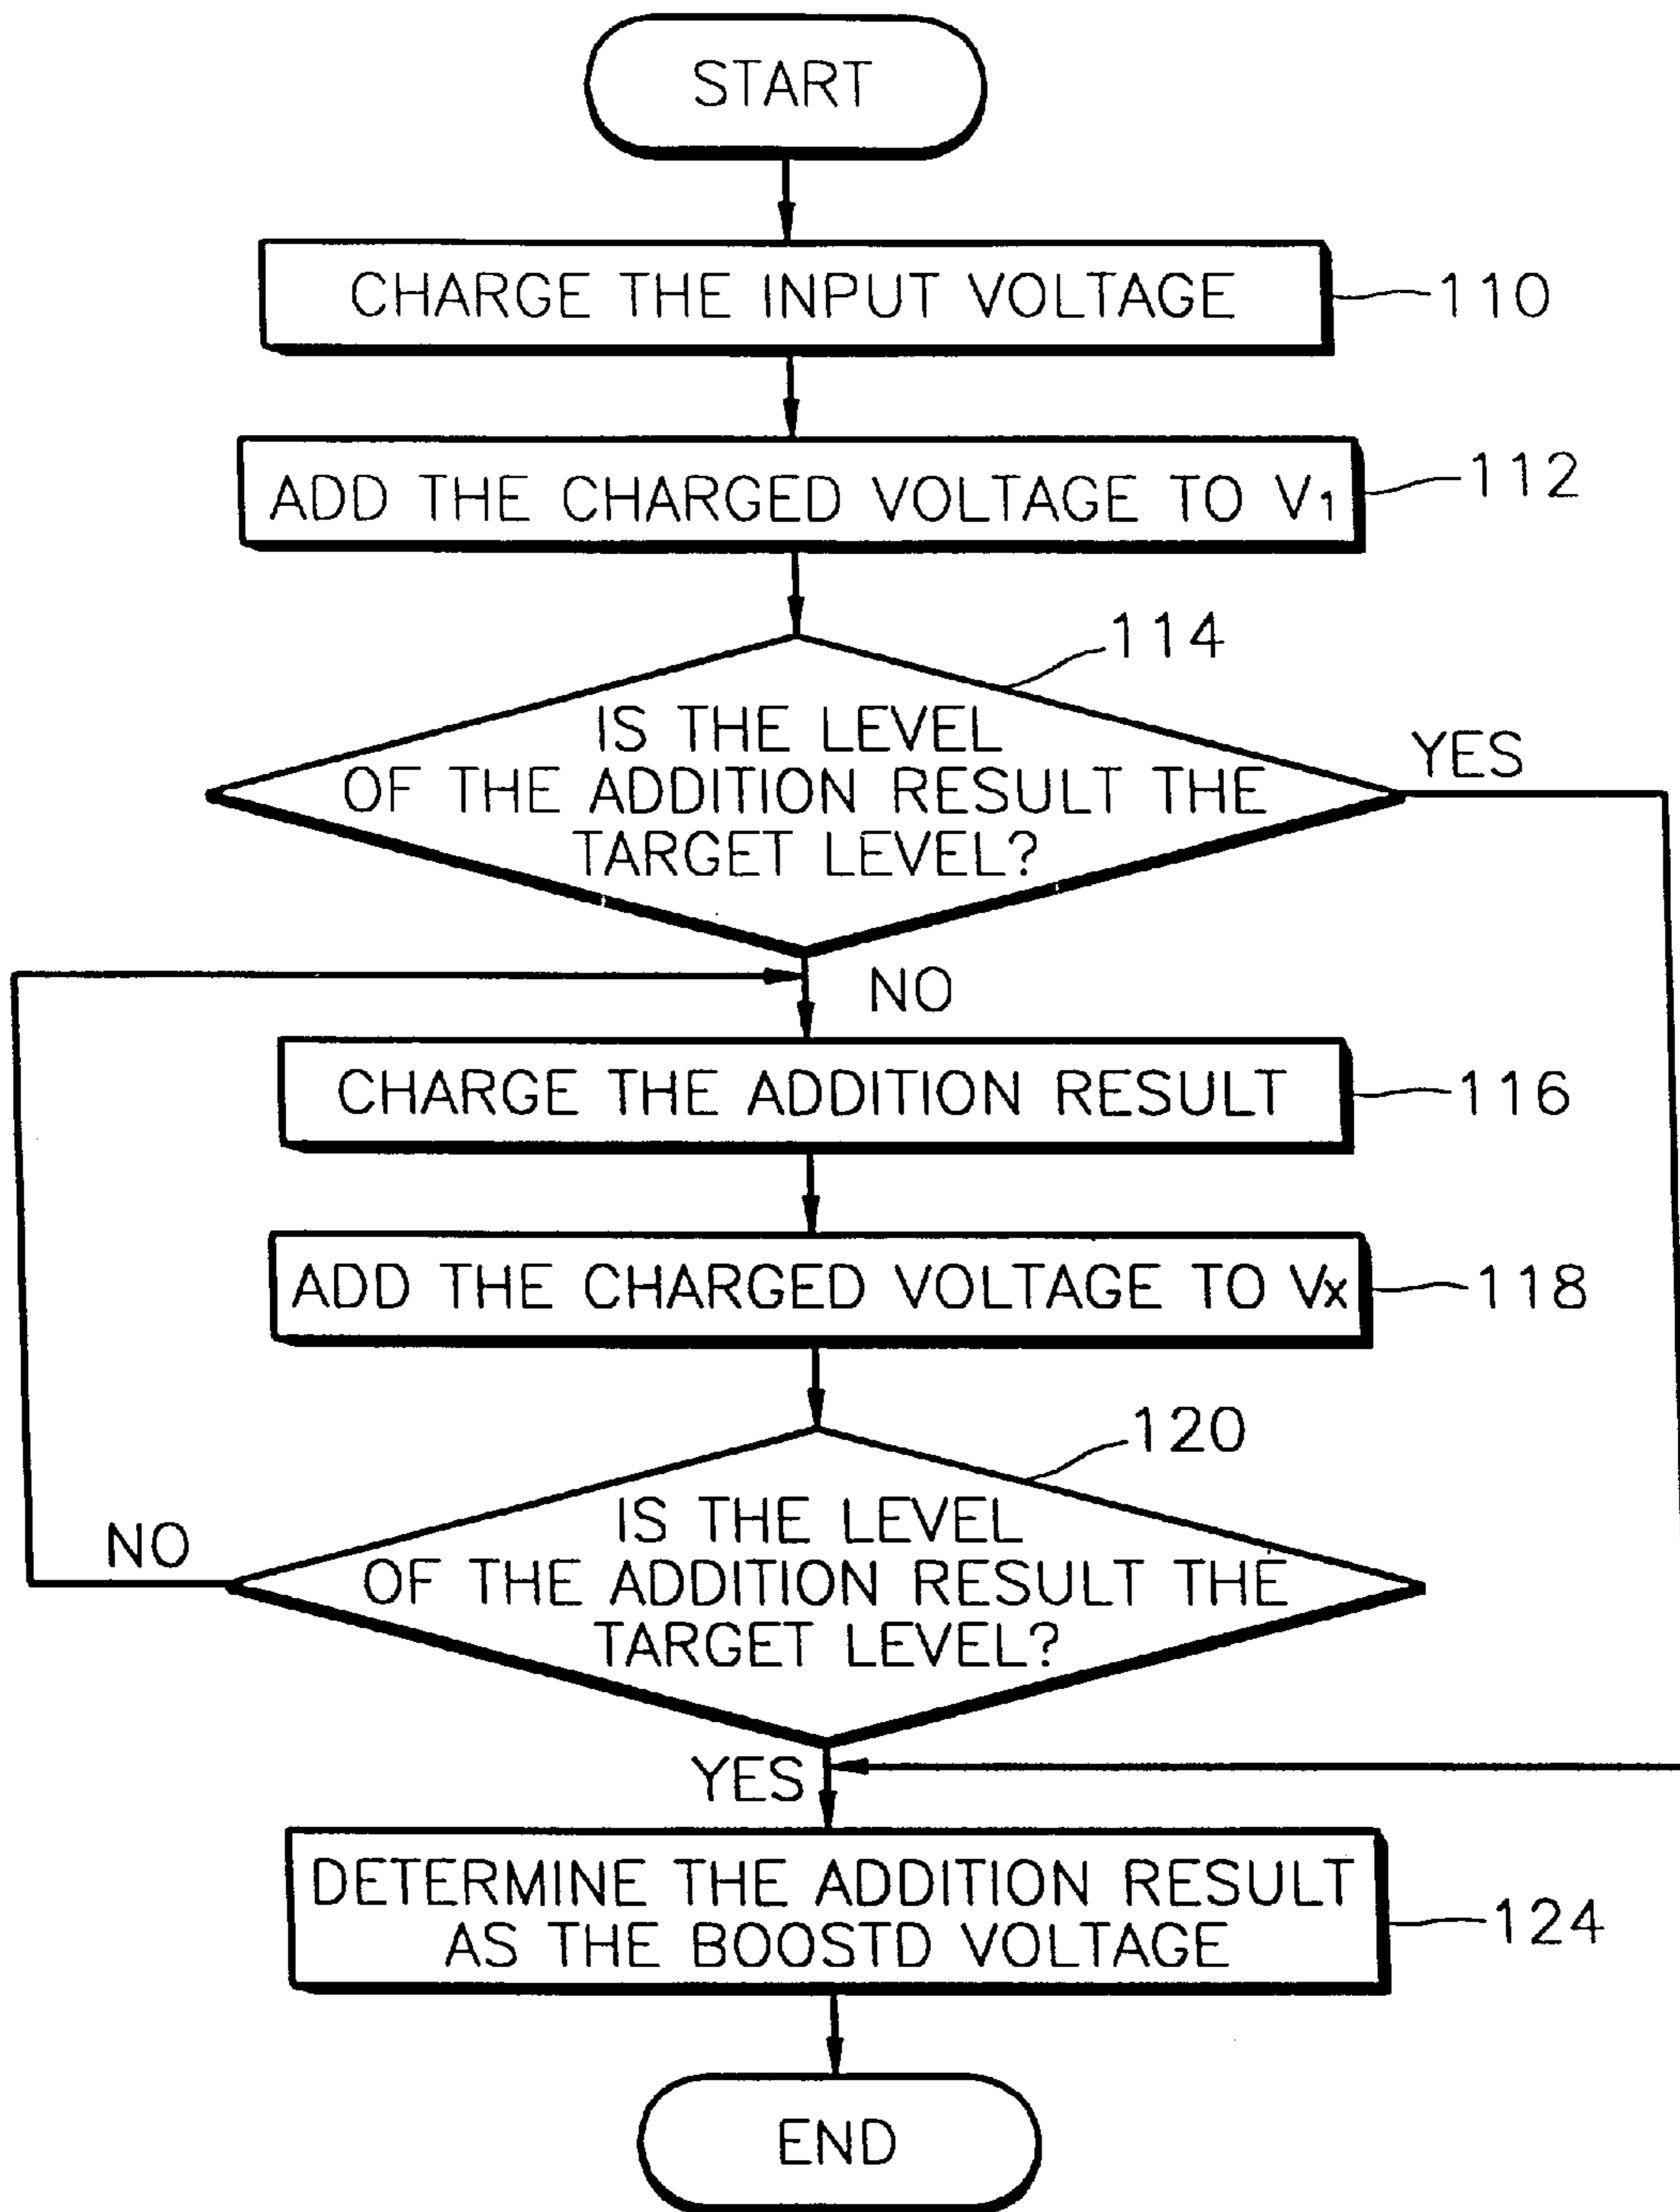 START
CHARGE THE INPUT VOLTAGE
110
ADD THE CHARGED VOLTAGE TO V1
112
114
IS THE LEVEL
OF THE ADDITION RESULT THE
TARGET LEVEL?
YES
NO
CHARGE THE ADDITION RESULT
116
ADD THE CHARGED VOLTAGE TO Vx
118
120
IS THE LEVEL
OF THE ADDITION RESULT THE
TARGET LEVEL?
NO
YES
DETERMINE THE ADDITION RESULT
AS THE BOOSTD VOLTAGE
124
END